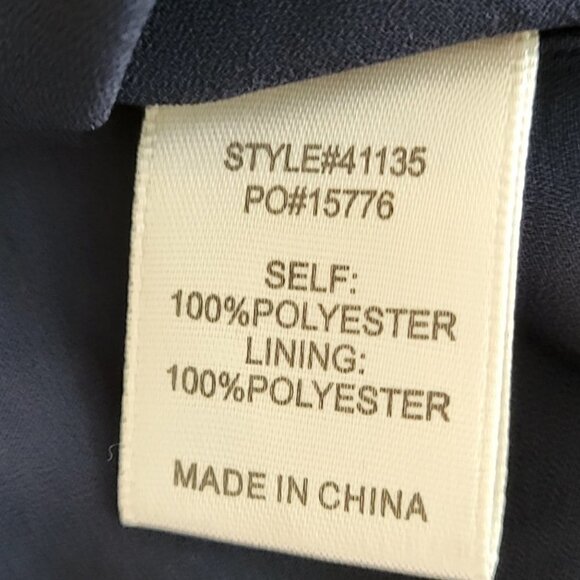 STYLE#41135
PO#15776
SELF:
100%POLYESTER
LINING:
100%POLYESTER
MADE IN CHINA